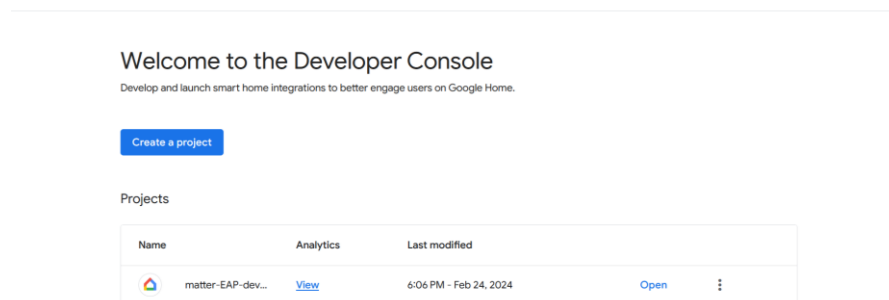 Welcome to the Developer Console
Develop and launch smart home integrations to better engage users on Google Home.
Create a project
Projects
Name Analytics Last modified
matter-EAP-dev... View 6:06 PM - Feb 24, 2024 Open